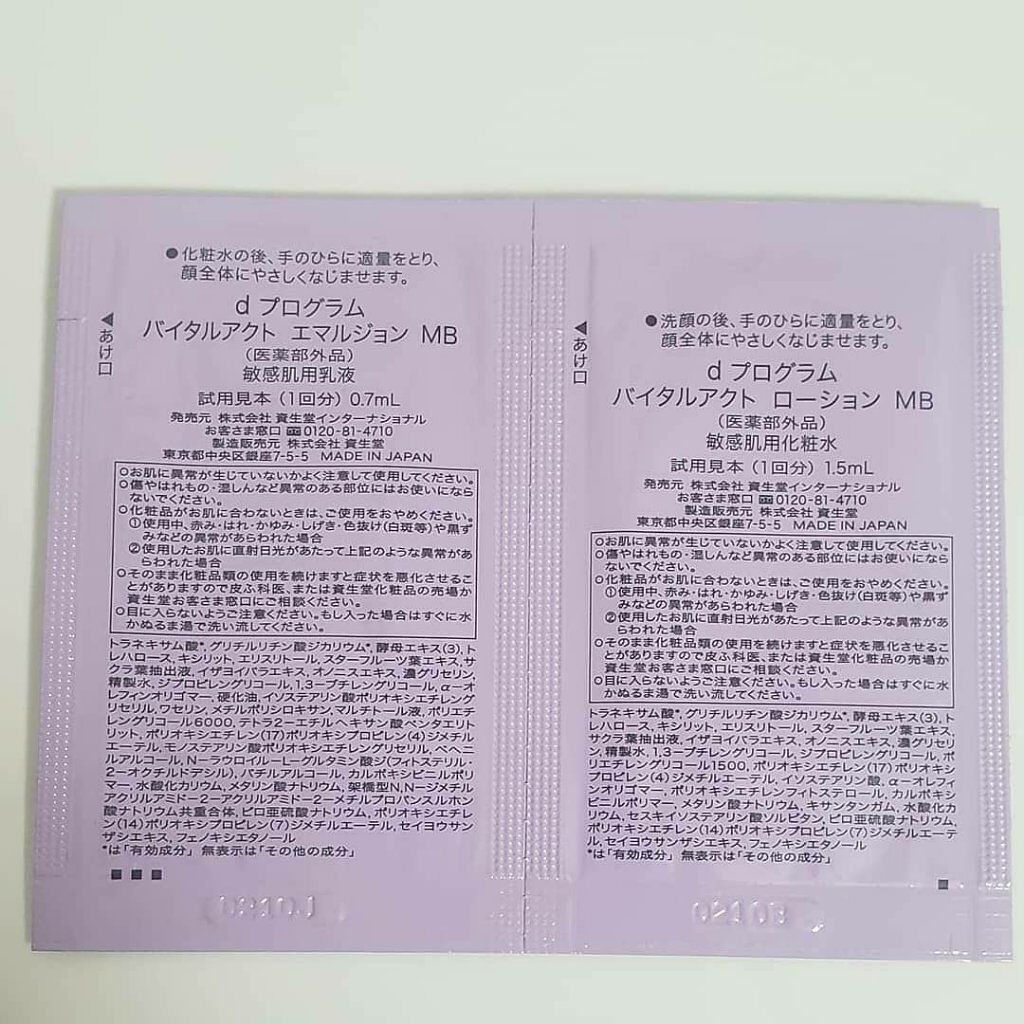 ●化粧水の後、手のひらに適量をとり、
顔全体にやさしくなじませます。
d プログラム
バイタルアクト エマルジョン MB
(医薬部外品)
敏感肌用乳液
試用見本(1回分)0.7mL
発売元 株式会社 資生堂インターナショナル
お客さま窓口 0120-81-4710
製造販売元 株式会社 資生堂
東京都中央区銀座7-5-5 MADE IN JAPAN
◀あけ口
○お肌に異常が生じていないかよく注意して使用してください。
○傷やはれもの・湿しんなど異常のある部位にはお使いになら
ないでください。
○化粧品がお肌に合わないときは、ご使用をおやめください。
①使用中、赤み・はれ・かゆみ・しげき・色抜け(白斑等)や黒ず
みなどの異常があらわれた場合
②使用したお肌に直射日光があたって上記のような異常があ
らわれた場合
○そのまま化粧品類の使用を続けますと症状を悪化させるこ
とがありますので皮ふ科医、または資生堂化粧品の売場か
資生堂お客さま窓口にご相談ください。
○目に入らないようご注意ください。もし入った場合はすぐに水
かぬるま湯で洗い流してください。
トラネキサム酸*,グリチルリチン酸ジカリウム*,酵母エキス(3),ト
レハロース,キシリット,エリスリトール,スターフルーツ葉エキス,サ
クラ葉抽出液,イザヨイバラエキス,オノニスエキス,濃グリセリン,
精製水,ジプロピレングリコール,1,3-ブチレングリコール,α-オ
レフィンオリゴマー,硬化油,イソステアリン酸ポリオキシエチレングリ
セリル,ワセリン,メチルポリシロキサン,マルチトール液,ポリエチ
レングリコール6000,テトラ2-エチルヘキサン酸ペンタエリト
リット,ポリオキシエチレン(17)ポリオキシプロピレン(4)ジメチル
エーテル,モノステアリン酸ポリオキシエチレングリセリル,ベヘニ
ルアルコール,N-ラウロイル-L-グルタミン酸ジ(フィトステリル・
2-オクチルドデシル),バチルアルコール,カルボキシビニルポリ
マー,水酸化カリウム,メタリン酸ナトリウム,架橋型N,N-ジメチル
アクリルアミド-2-アクリルアミド-2-メチルプロパンスルホン
酸ナトリウム共重合体,ピロ亜硫酸ナトリウム,ポリオキシエチレン
(14)ポリオキシプロピレン(7)ジメチルエーテル,セイヨウサン
ザシエキス,フェノキシエタノール
*は「有効成分」無表示は「その他の成分」
●洗顔の後、手のひらに適量をとり、
顔全体にやさしくなじませます。
d プログラム
バイタルアクト ローション MB
(医薬部外品)
敏感肌用化粧水
試用見本(1回分)1.5mL
発売元 株式会社 資生堂インターナショナル
お客さま窓口 0120-81-4710
製造販売元 株式会社 資生堂
東京都中央区銀座7-5-5 MADE IN JAPAN
◀あけ口
○お肌に異常が生じていないかよく注意して使用してください。
○傷やはれもの・湿しんなど異常のある部位にはお使いになら
ないでください。
○化粧品がお肌に合わないときは、ご使用をおやめください。
①使用中、赤み・はれ・かゆみ・しげき・色抜け(白斑等)や黒ず
みなどの異常があらわれた場合
②使用したお肌に直射日光があたって上記のような異常があ
らわれた場合
○そのまま化粧品類の使用を続けますと症状を悪化させるこ
とがありますので皮ふ科医、または資生堂化粧品の売場か
資生堂お客さま窓口にご相談ください。
○目に入らないようご注意ください。もし入った場合はすぐに水
かぬるま湯で洗い流してください。
トラネキサム酸*,グリチルリチン酸ジカリウム*,酵母エキス(3),ト
レハロース,キシリット,エリスリトール,スターフルーツ葉エキス,
サクラ葉抽出液,イザヨイバラエキス,オノニスエキス,濃グリセリ
ン,精製水,1,3-ブチレングリコール,ジプロピレングリコール,ポ
リエチレングリコール1500,ポリオキシエチレン(17)ポリオキシ
プロピレン(4)ジメチルエーテル,イソステアリン酸,α-オレフィ
ンオリゴマー,ポリオキシエチレンフィトステロール,カルボキシ
ビニルポリマー,メタリン酸ナトリウム,キサンタンガム,水酸化カ
リウム,セスキイソステアリン酸ソルビタン,ピロ亜硫酸ナトリウム,
ポリオキシエチレン(14)ポリオキシプロピレン(7)ジメチルエーテ
ル,セイヨウサンザシエキス,フェノキシエタノール
*は「有効成分」無表示は「その他の成分」